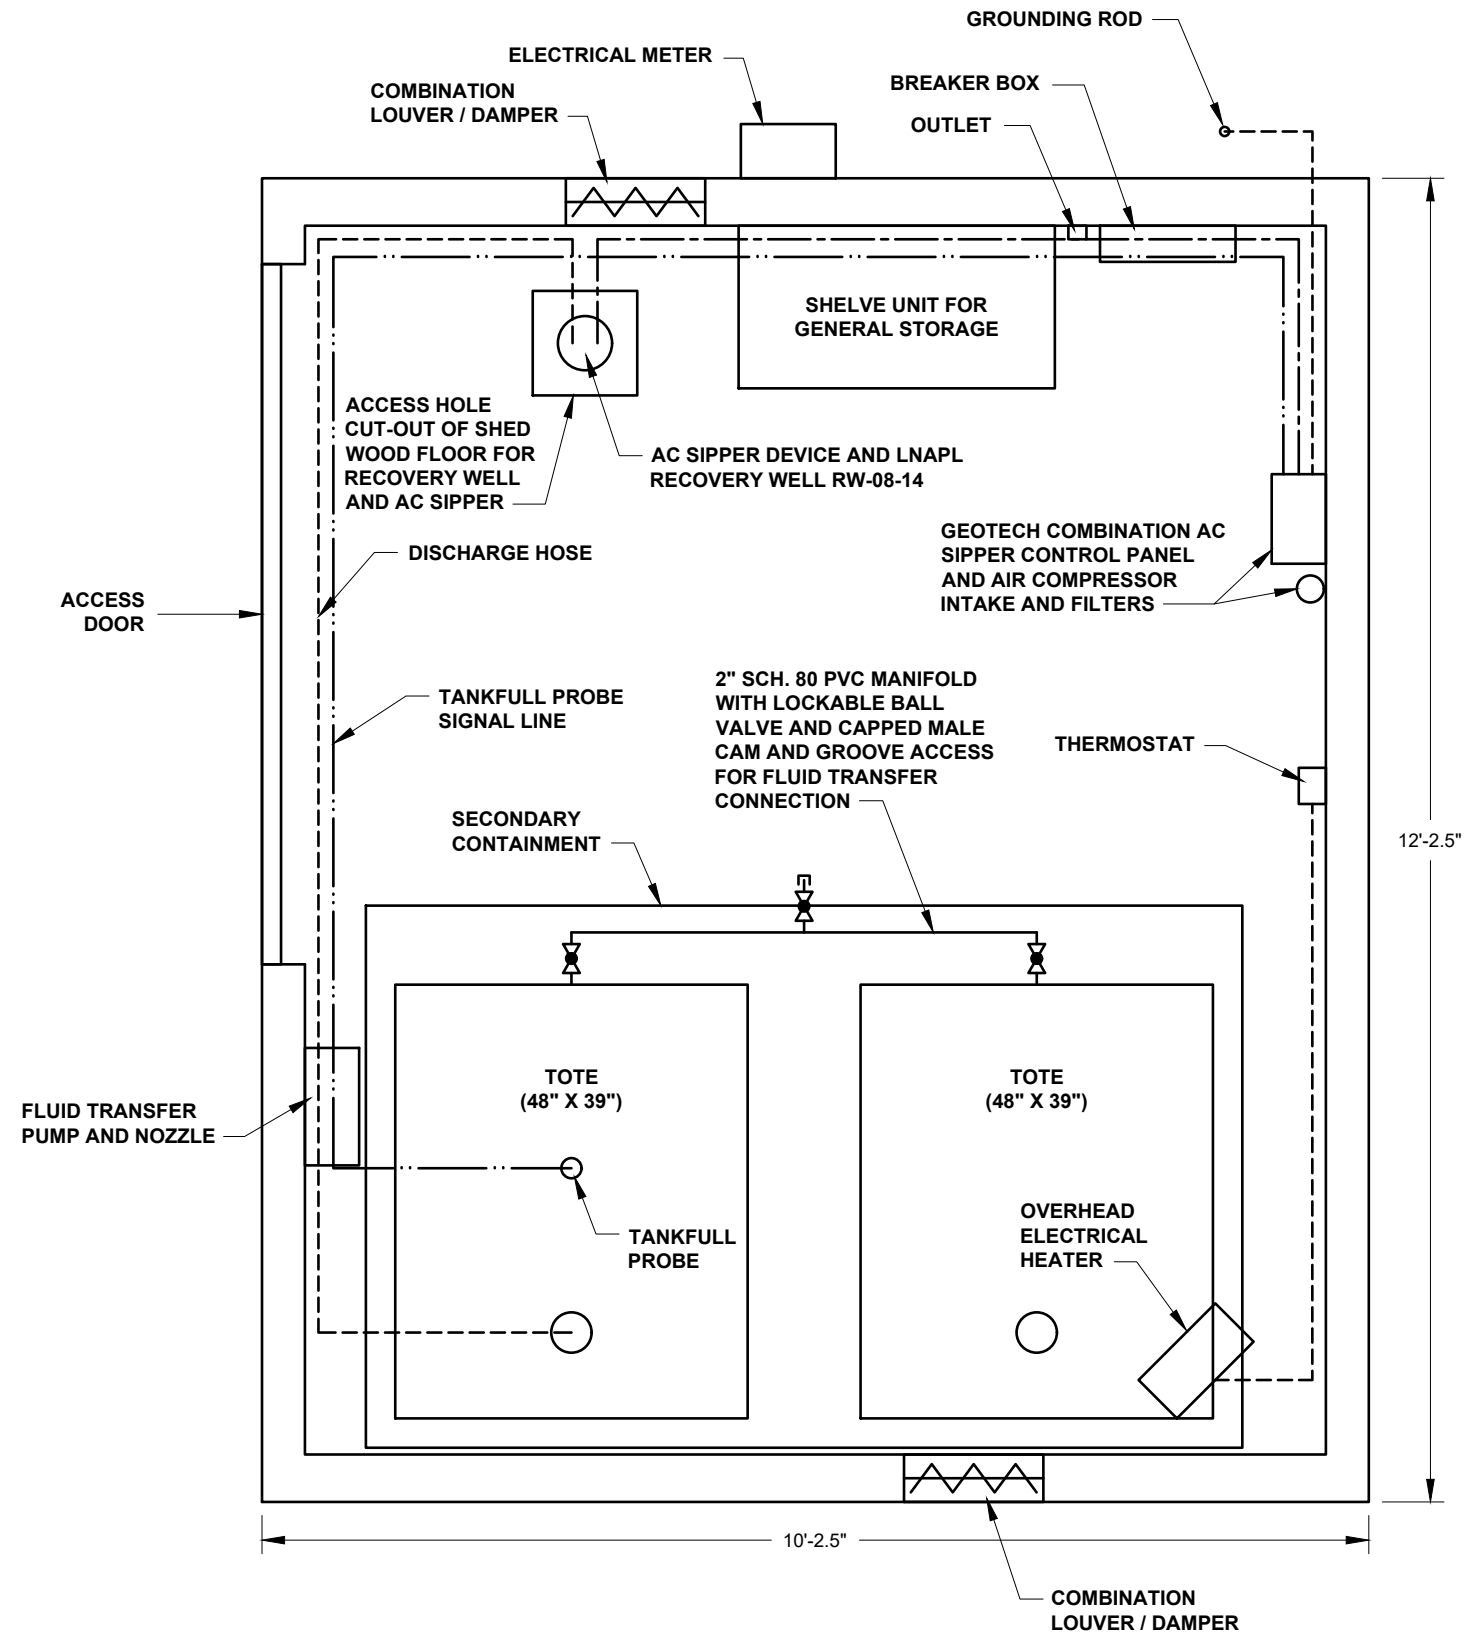 GROUNDING ROD
ELECTRICAL METER
BREAKER BOX
COMBINATION
LOUVER / DAMPER
OUTLET
SHELVE UNIT FOR
GENERAL STORAGE
ACCESS HOLE
CUT-OUT OF SHED
WOOD FLOOR FOR
RECOVERY WELL
AND AC SIPPER
AC SIPPER DEVICE AND LNAPL
RECOVERY WELL RW-08-14
GEOTECH COMBINATION AC
SIPPER CONTROL PANEL
AND AIR COMPRESSOR
INTAKE AND FILTERS
DISCHARGE HOSE
ACCESS
DOOR
TANKFULL PROBE
SIGNAL LINE
2" SCH. 80 PVC MANIFOLD
WITH LOCKABLE BALL
VALVE AND CAPPED MALE
CAM AND GROOVE ACCESS
FOR FLUID TRANSFER
CONNECTION
THERMOSTAT
SECONDARY
CONTAINMENT
12'-2.5"
TOTE
(48" X 39")
TOTE
(48" X 39")
FLUID TRANSFER
PUMP AND NOZZLE
TANKFULL
PROBE
OVERHEAD
ELECTRICAL
HEATER
10'-2.5"
COMBINATION
LOUVER / DAMPER